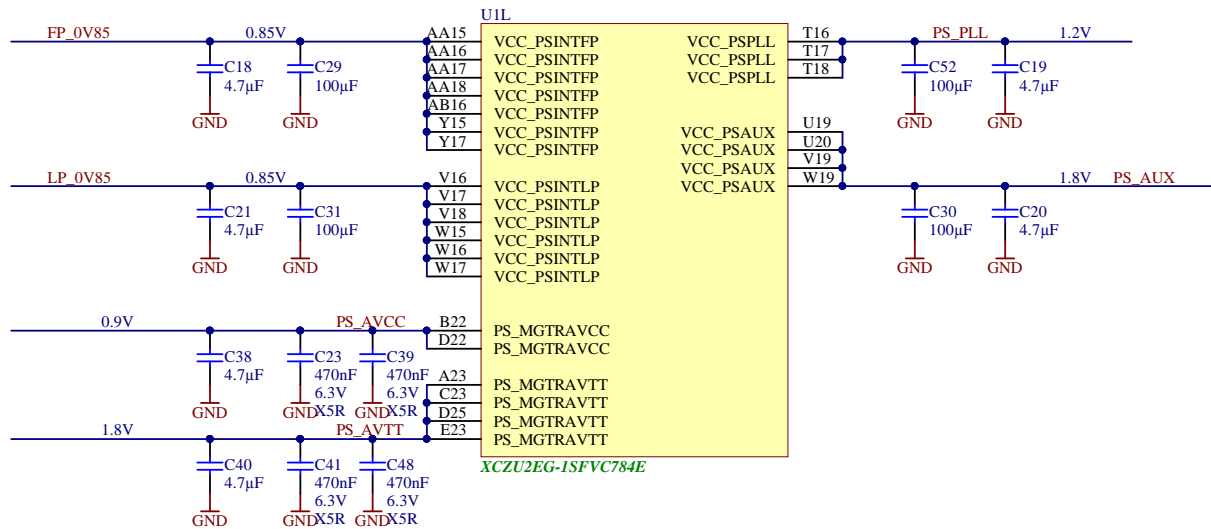 U1L
FP_0V85 0.85V
C18 4.7µF GND
C29 100µF GND
AA15 VCC_PSINTFP
AA16 VCC_PSINTFP
AA17 VCC_PSINTFP
AA18 VCC_PSINTFP
AB16 VCC_PSINTFP
Y15 VCC_PSINTFP
Y17 VCC_PSINTFP
VCC_PSPLL T16
VCC_PSPLL T17
VCC_PSPLL T18
PS_PLL 1.2V
C52 100µF GND
C19 4.7µF GND
VCC_PSAUX U19
VCC_PSAUX U20
VCC_PSAUX V19
VCC_PSAUX W19
1.8V PS_AUX
C30 100µF GND
C20 4.7µF GND
LP_0V85 0.85V
C21 4.7µF GND
C31 100µF GND
V16 VCC_PSINTLP
V17 VCC_PSINTLP
V18 VCC_PSINTLP
W15 VCC_PSINTLP
W16 VCC_PSINTLP
W17 VCC_PSINTLP
0.9V PS_AVCC
C38 4.7µF GND
C23 470nF 6.3V X5R GND
C39 470nF 6.3V X5R GND
B22 PS_MGTRAVCC
D22 PS_MGTRAVCC
A23 PS_MGTRAVTT
C23 PS_MGTRAVTT
D25 PS_MGTRAVTT
E23 PS_MGTRAVTT
1.8V PS_AVTT
C40 4.7µF GND
C41 470nF 6.3V X5R GND
C48 470nF 6.3V X5R GND
XCZU2EG-1SFVC784E